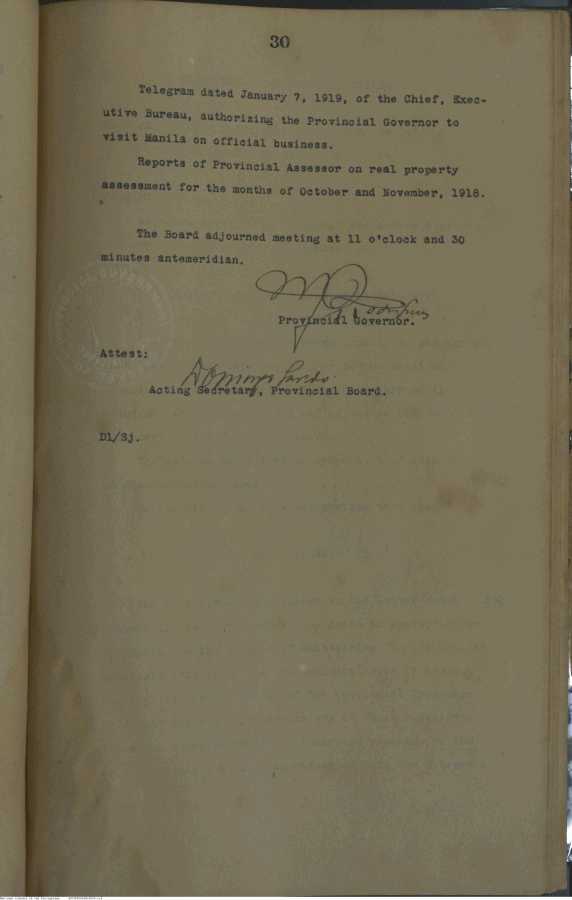 30
Telegram dated January 7, 1919, of the Chief, Exec-
utive Bureau, authorizing the Provincial Governor to
visit Manila on official business.
Reports of Provincial Assessor on real property
assessment for the months of October and November, 1918.
The Board adjourned meeting at 11 o'clock and 30
minutes antemeridian.
Provincial Governor.
Attest:
Acting Secretary, Provincial Board.
Dl/Sj.